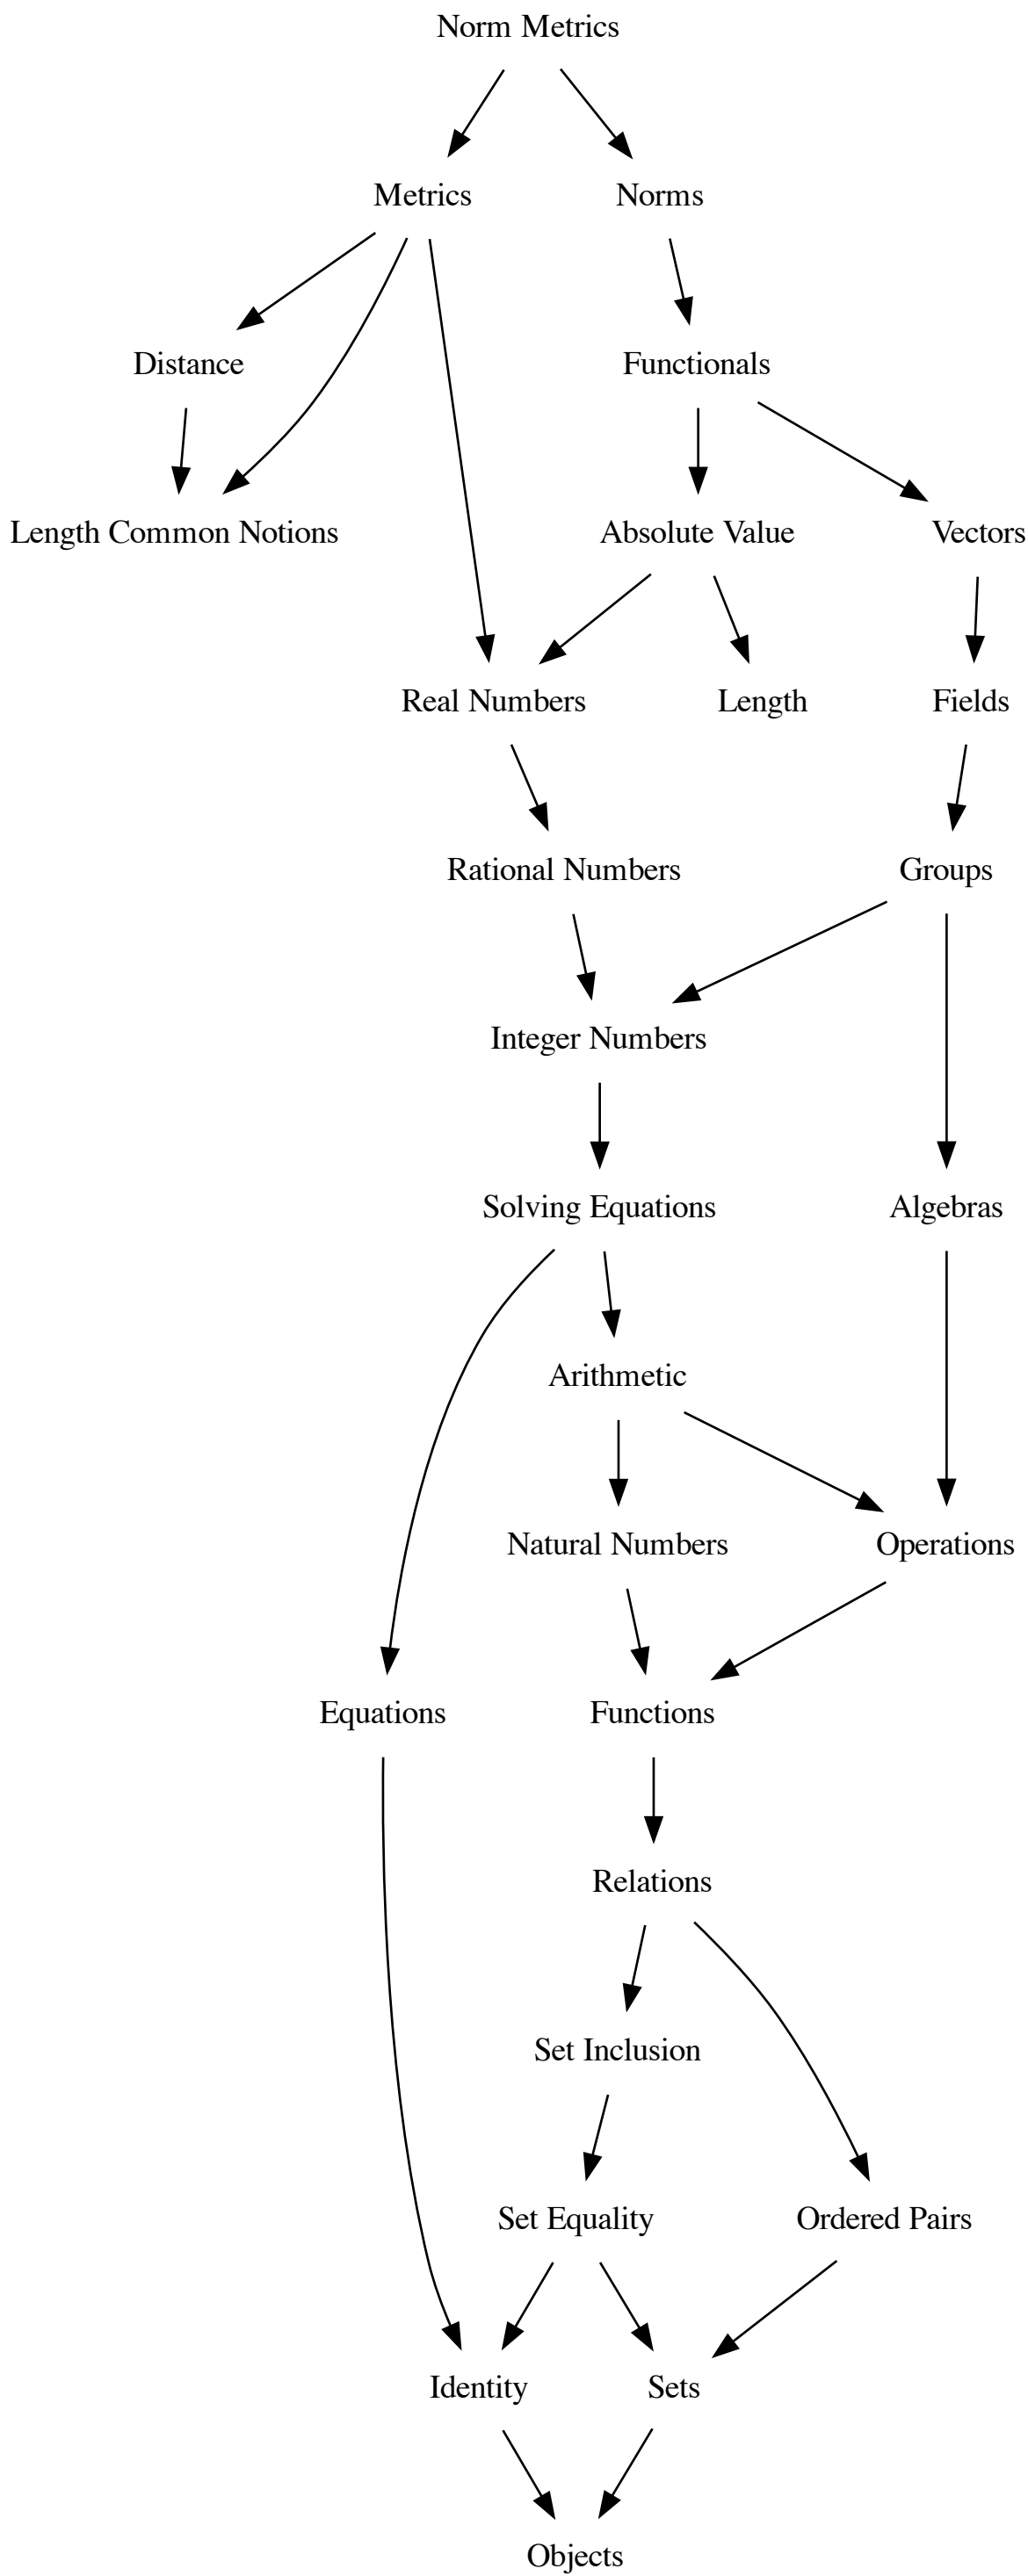 Norm Metrics
Metrics
Norms
Distance
Functionals
Length Common Notions
Absolute Value
Vectors
Real Numbers
Length
Fields
Rational Numbers
Groups
Integer Numbers
Solving Equations
Algebras
Arithmetic
Natural Numbers
Operations
Equations
Functions
Relations
Set Inclusion
Set Equality
Ordered Pairs
Identity
Sets
Objects